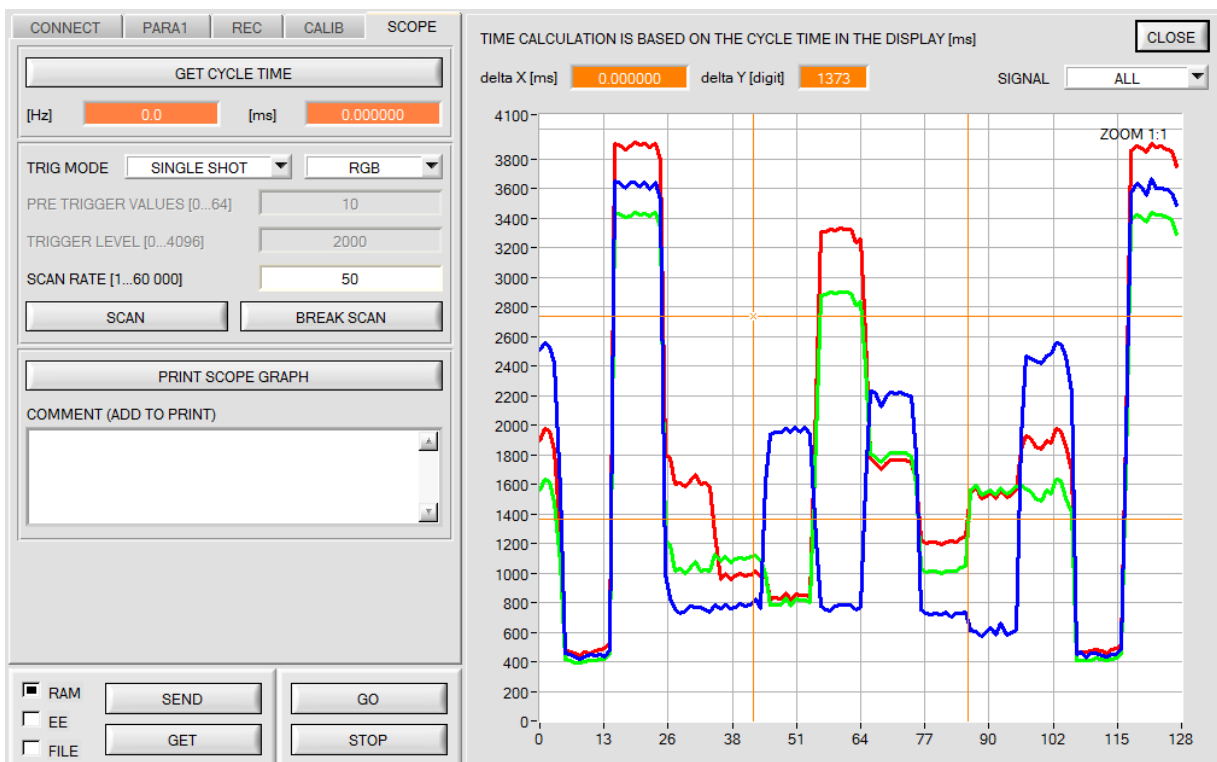 CONNECT PARA1 REC CALIB SCOPE
GET CYCLE TIME
[Hz] 0.0 [ms] 0.000000
TRIG MODE SINGLE SHOT RGB
PRE TRIGGER VALUES [0...64] 10
TRIGGER LEVEL [0...4096] 2000
SCAN RATE [1...60 000] 50
SCAN BREAK SCAN
PRINT SCOPE GRAPH
COMMENT (ADD TO PRINT)
RAM SEND GO
EE
FILE GET STOP
TIME CALCULATION IS BASED ON THE CYCLE TIME IN THE DISPLAY [ms] CLOSE
delta X [ms] 0.000000 delta Y [digit] 1373 SIGNAL ALL
ZOOM 1:1
4100
3800
3600
3400
3200
3000
2800
2600
2400
2200
2000
1800
1600
1400
1200
1000
800
600
400
200
0
0 13 26 38 51 64 77 90 102 115 128